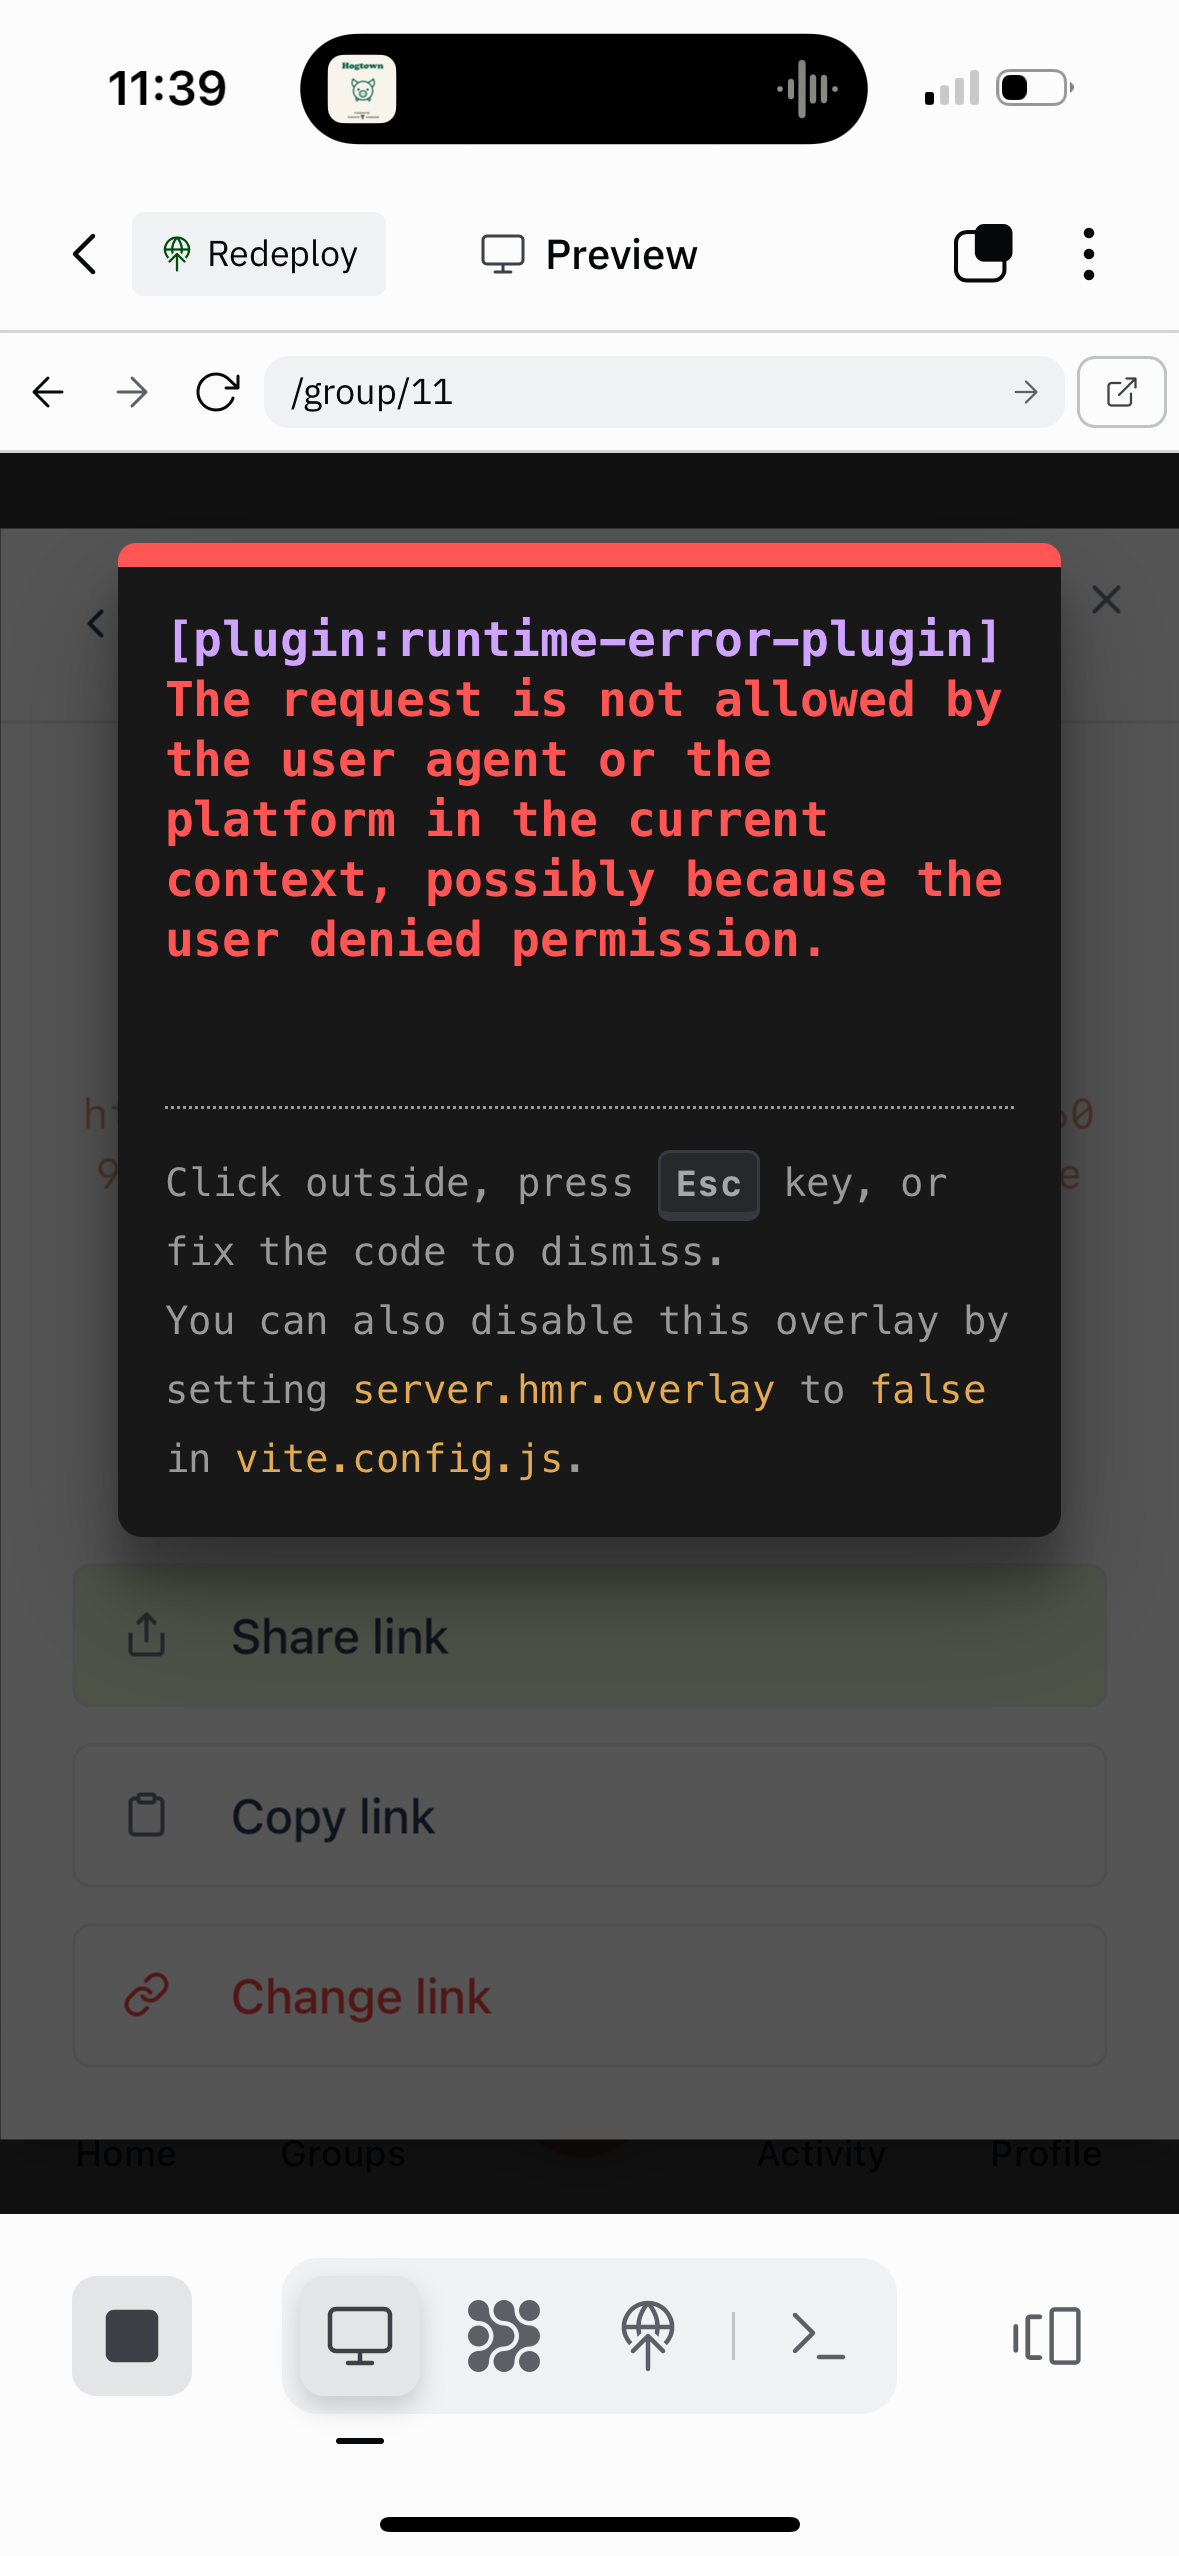 11:39
Hogtown
Redeploy
Preview
/group/11
[plugin:runtime-error-plugin]
The request is not allowed by
the user agent or the
platform in the current
context, possibly because the
user denied permission.
Click outside, press Esc key, or
fix the code to dismiss.
You can also disable this overlay by
setting server.hmr.overlay to false
in vite.config.js.
Share link
Copy link
Change link
Home Groups Activity Profile